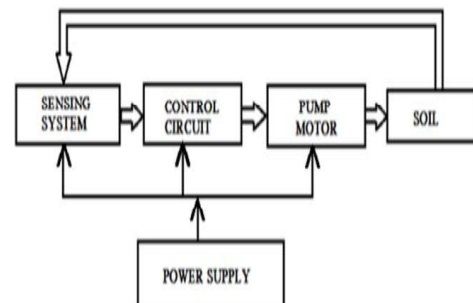 SENSING
SYSTEM
CONTROL
CIRCUIT
PUMP
MOTOR
SOIL
POWER SUPPLY